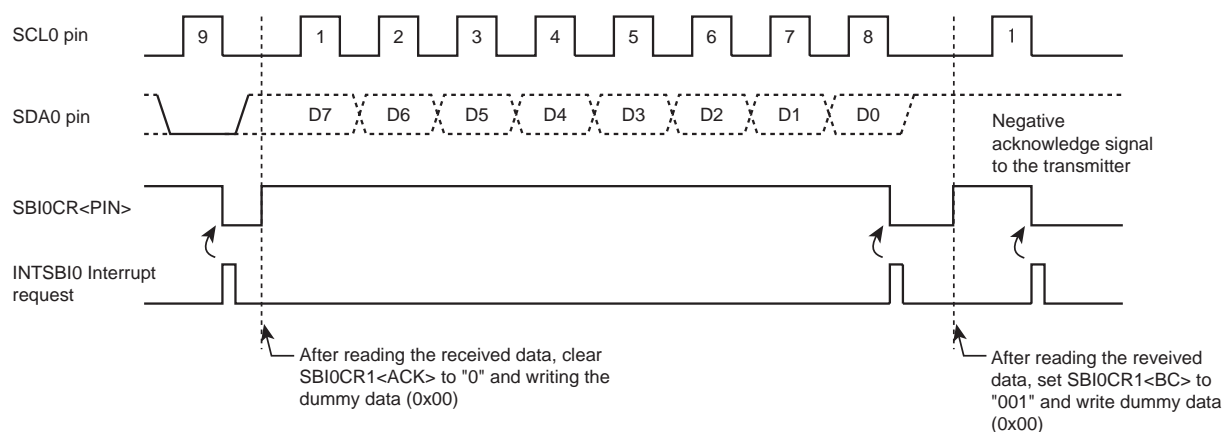 SCL0 pin
9 1 2 3 4 5 6 7 8 1
SDA0 pin
D7 D6 D5 D4 D3 D2 D1 D0
Negative
acknowledge signal
to the transmitter
SBI0CR<PIN>
INTSBI0 Interrupt
request
After reading the received data, clear
SBI0CR1<ACK> to "0" and writing the
dummy data (0x00)
After reading the reveived
data, set SBI0CR1<BC> to
"001" and write dummy data
(0x00)